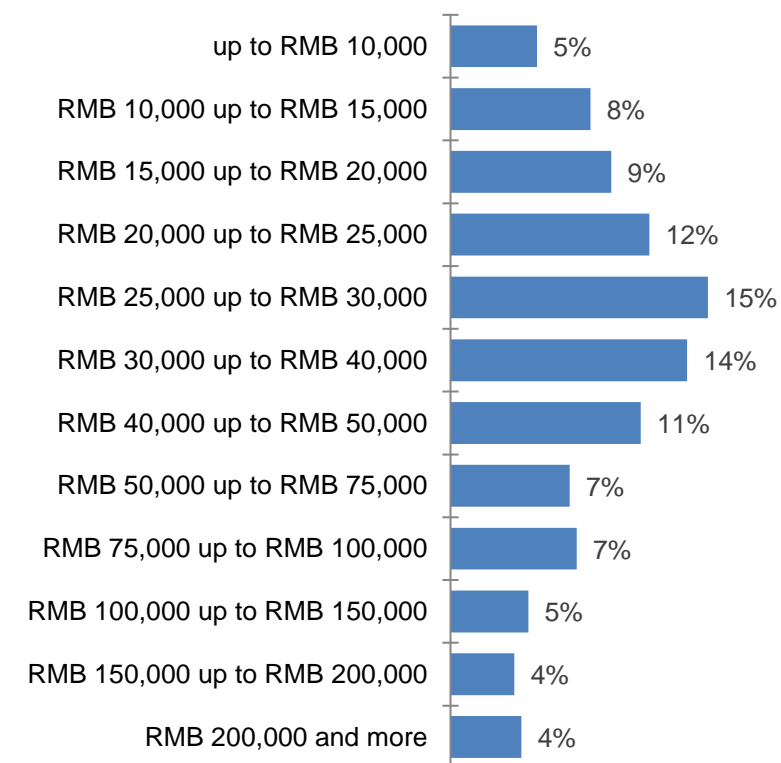 up to RMB 10,000 5%
RMB 10,000 up to RMB 15,000 8%
RMB 15,000 up to RMB 20,000 9%
RMB 20,000 up to RMB 25,000 12%
RMB 25,000 up to RMB 30,000 15%
RMB 30,000 up to RMB 40,000 14%
RMB 40,000 up to RMB 50,000 11%
RMB 50,000 up to RMB 75,000 7%
RMB 75,000 up to RMB 100,000 7%
RMB 100,000 up to RMB 150,000 5%
RMB 150,000 up to RMB 200,000 4%
RMB 200,000 and more 4%